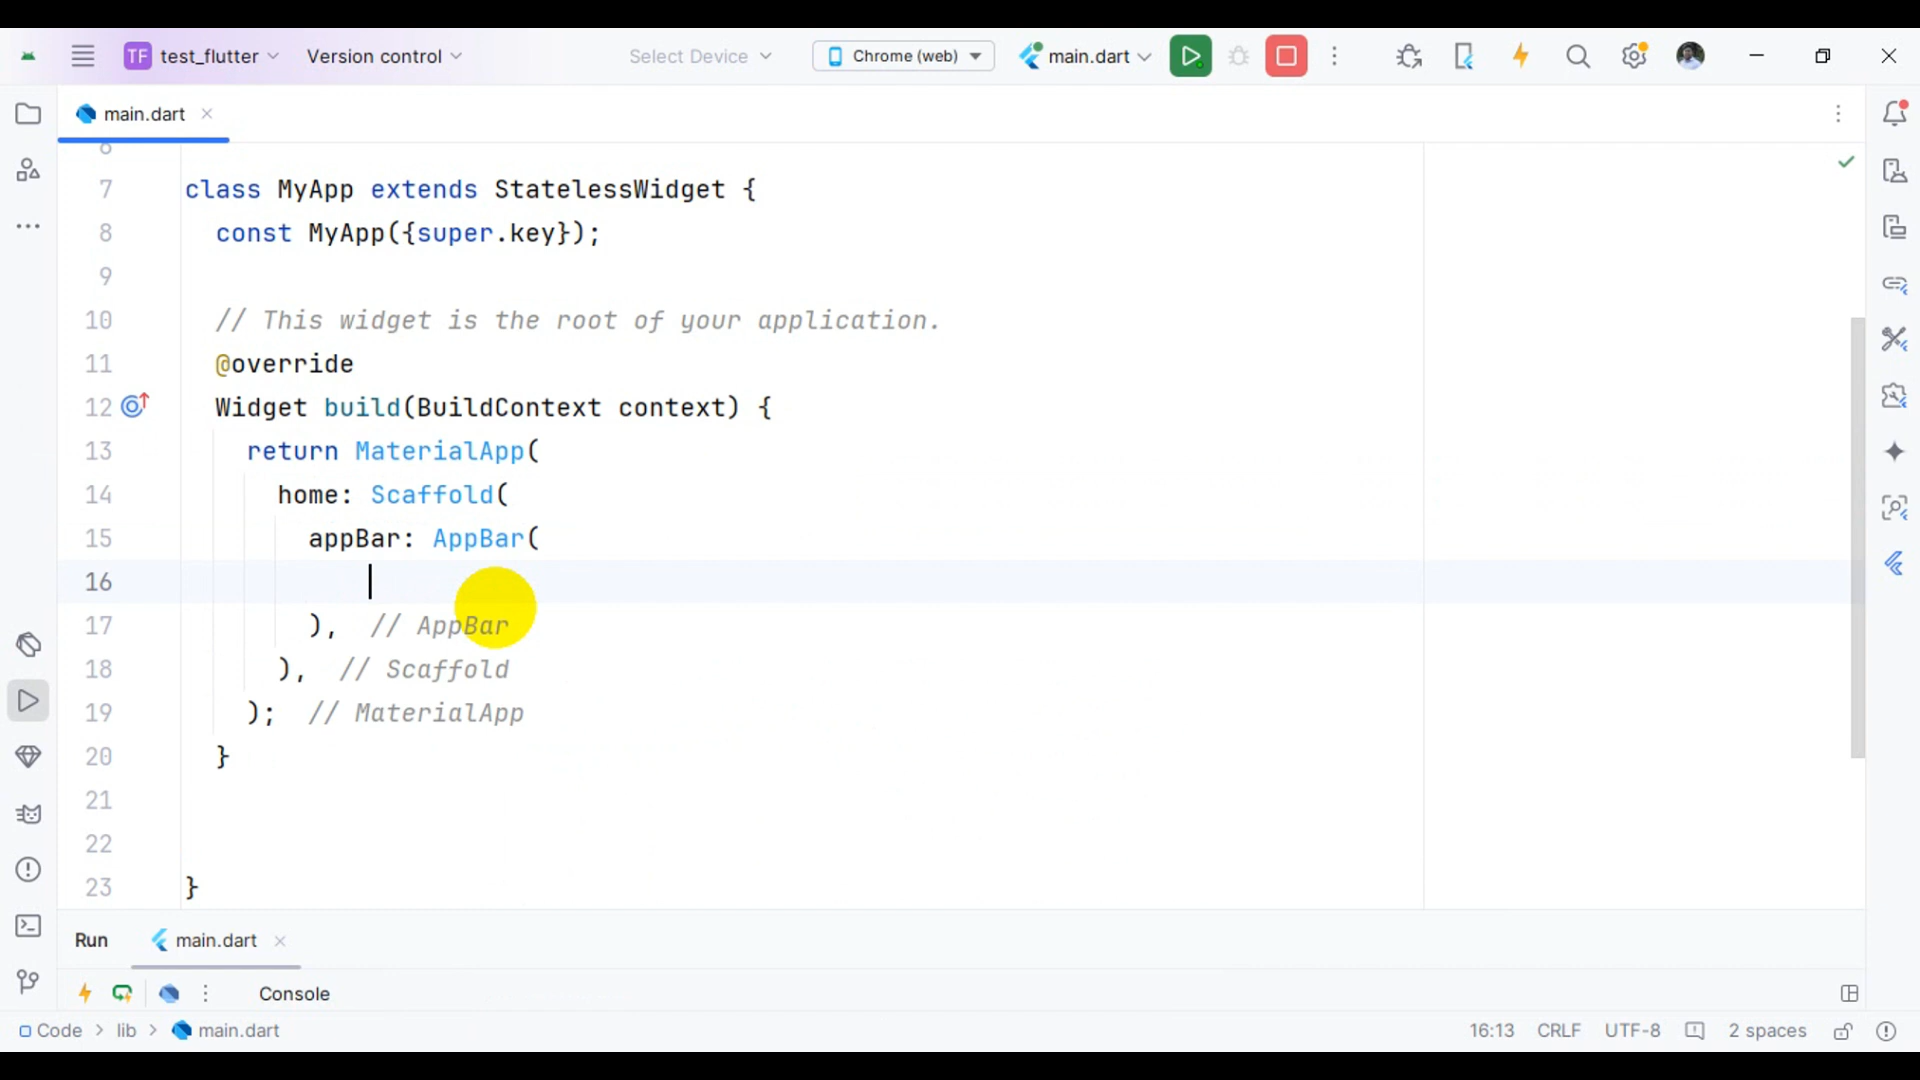 TF test_flutter Version control Select Device Chrome (web) main.dart
main.dart
6
7 class MyApp extends StatelessWidget {
8 const MyApp({super.key});
9
10 // This widget is the root of your application.
11 @override
12 Widget build(BuildContext context) {
13 return MaterialApp(
14 home: Scaffold(
15 appBar: AppBar(
16
17 ), // AppBar
18 ), // Scaffold
19 ); // MaterialApp
20 }
21
22
23 }
Run main.dart
Console
Code > lib > main.dart 16:13 CRLF UTF-8 2 spaces